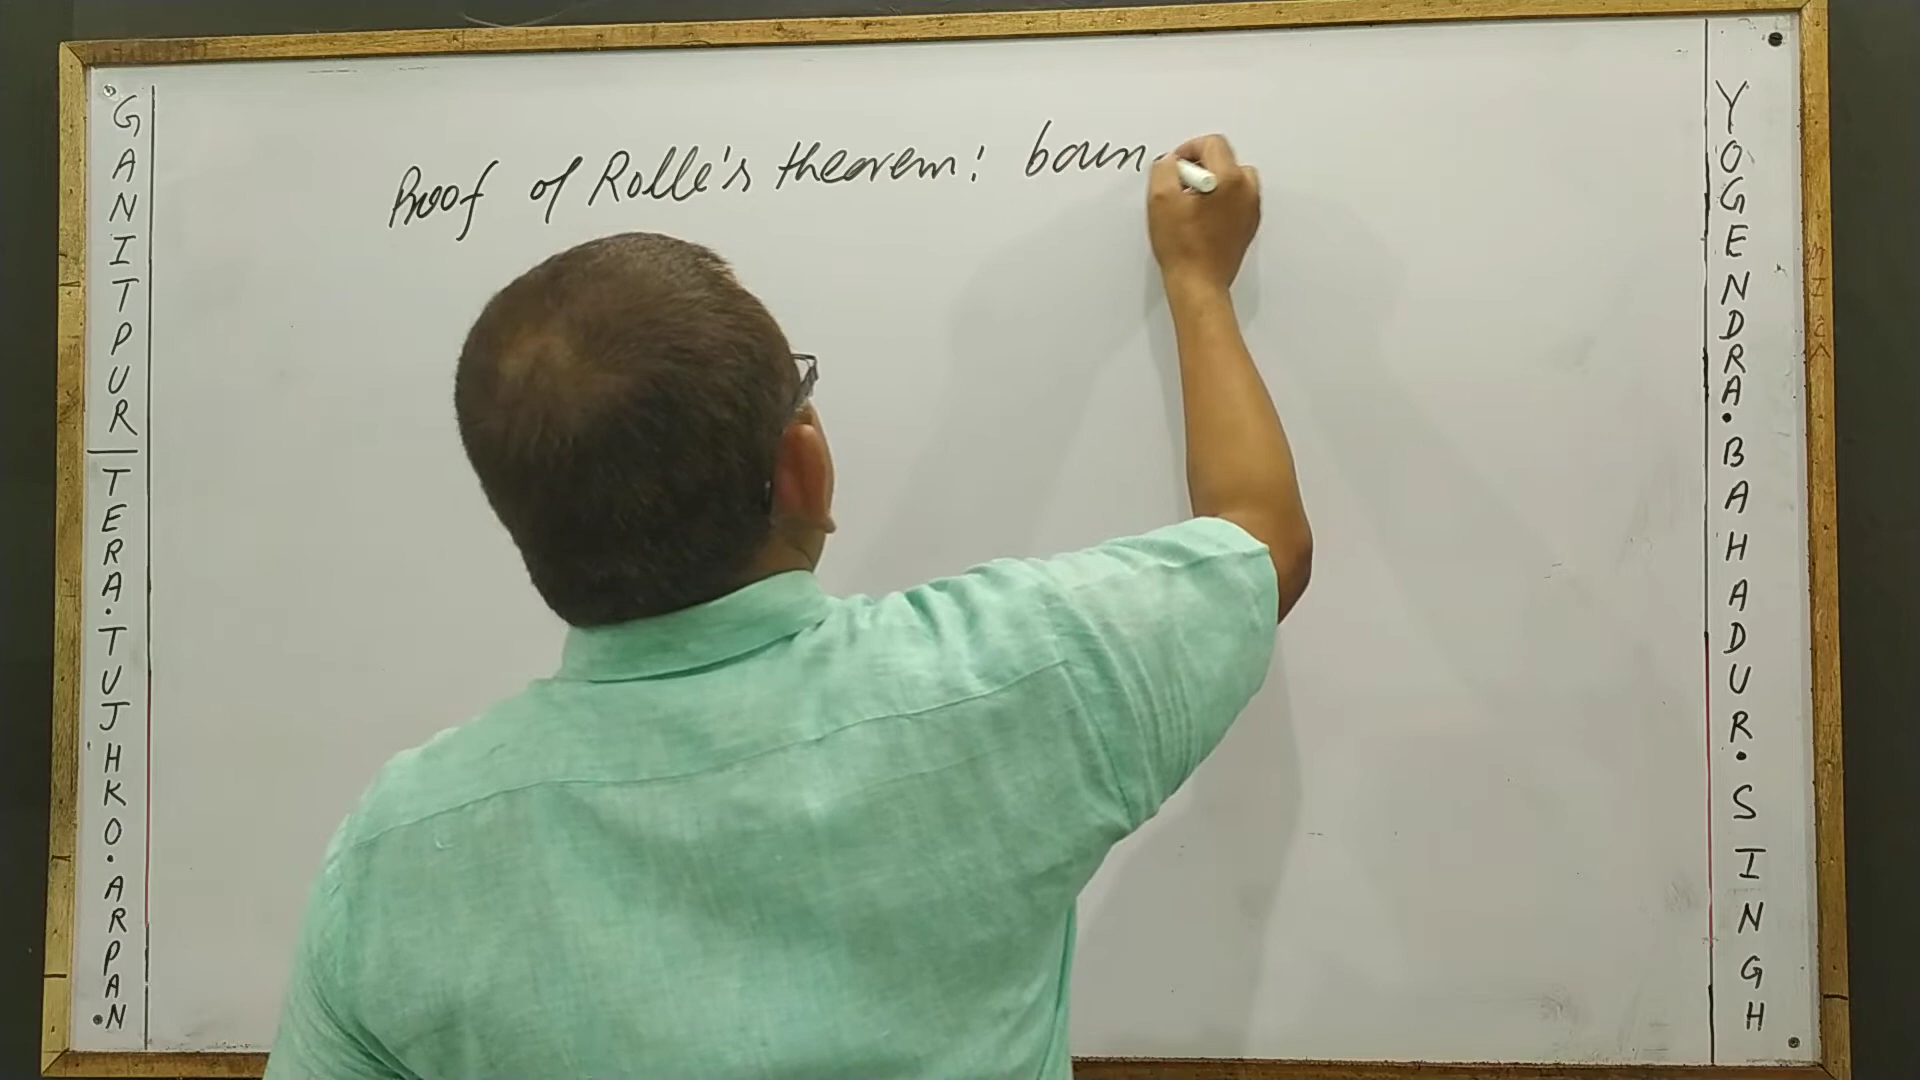 GANITPUR | TERA.TUJHKO.ARPAN
Proof of Rolle's theorem: boun
YOGENDRA.BAHADUR.SINGH